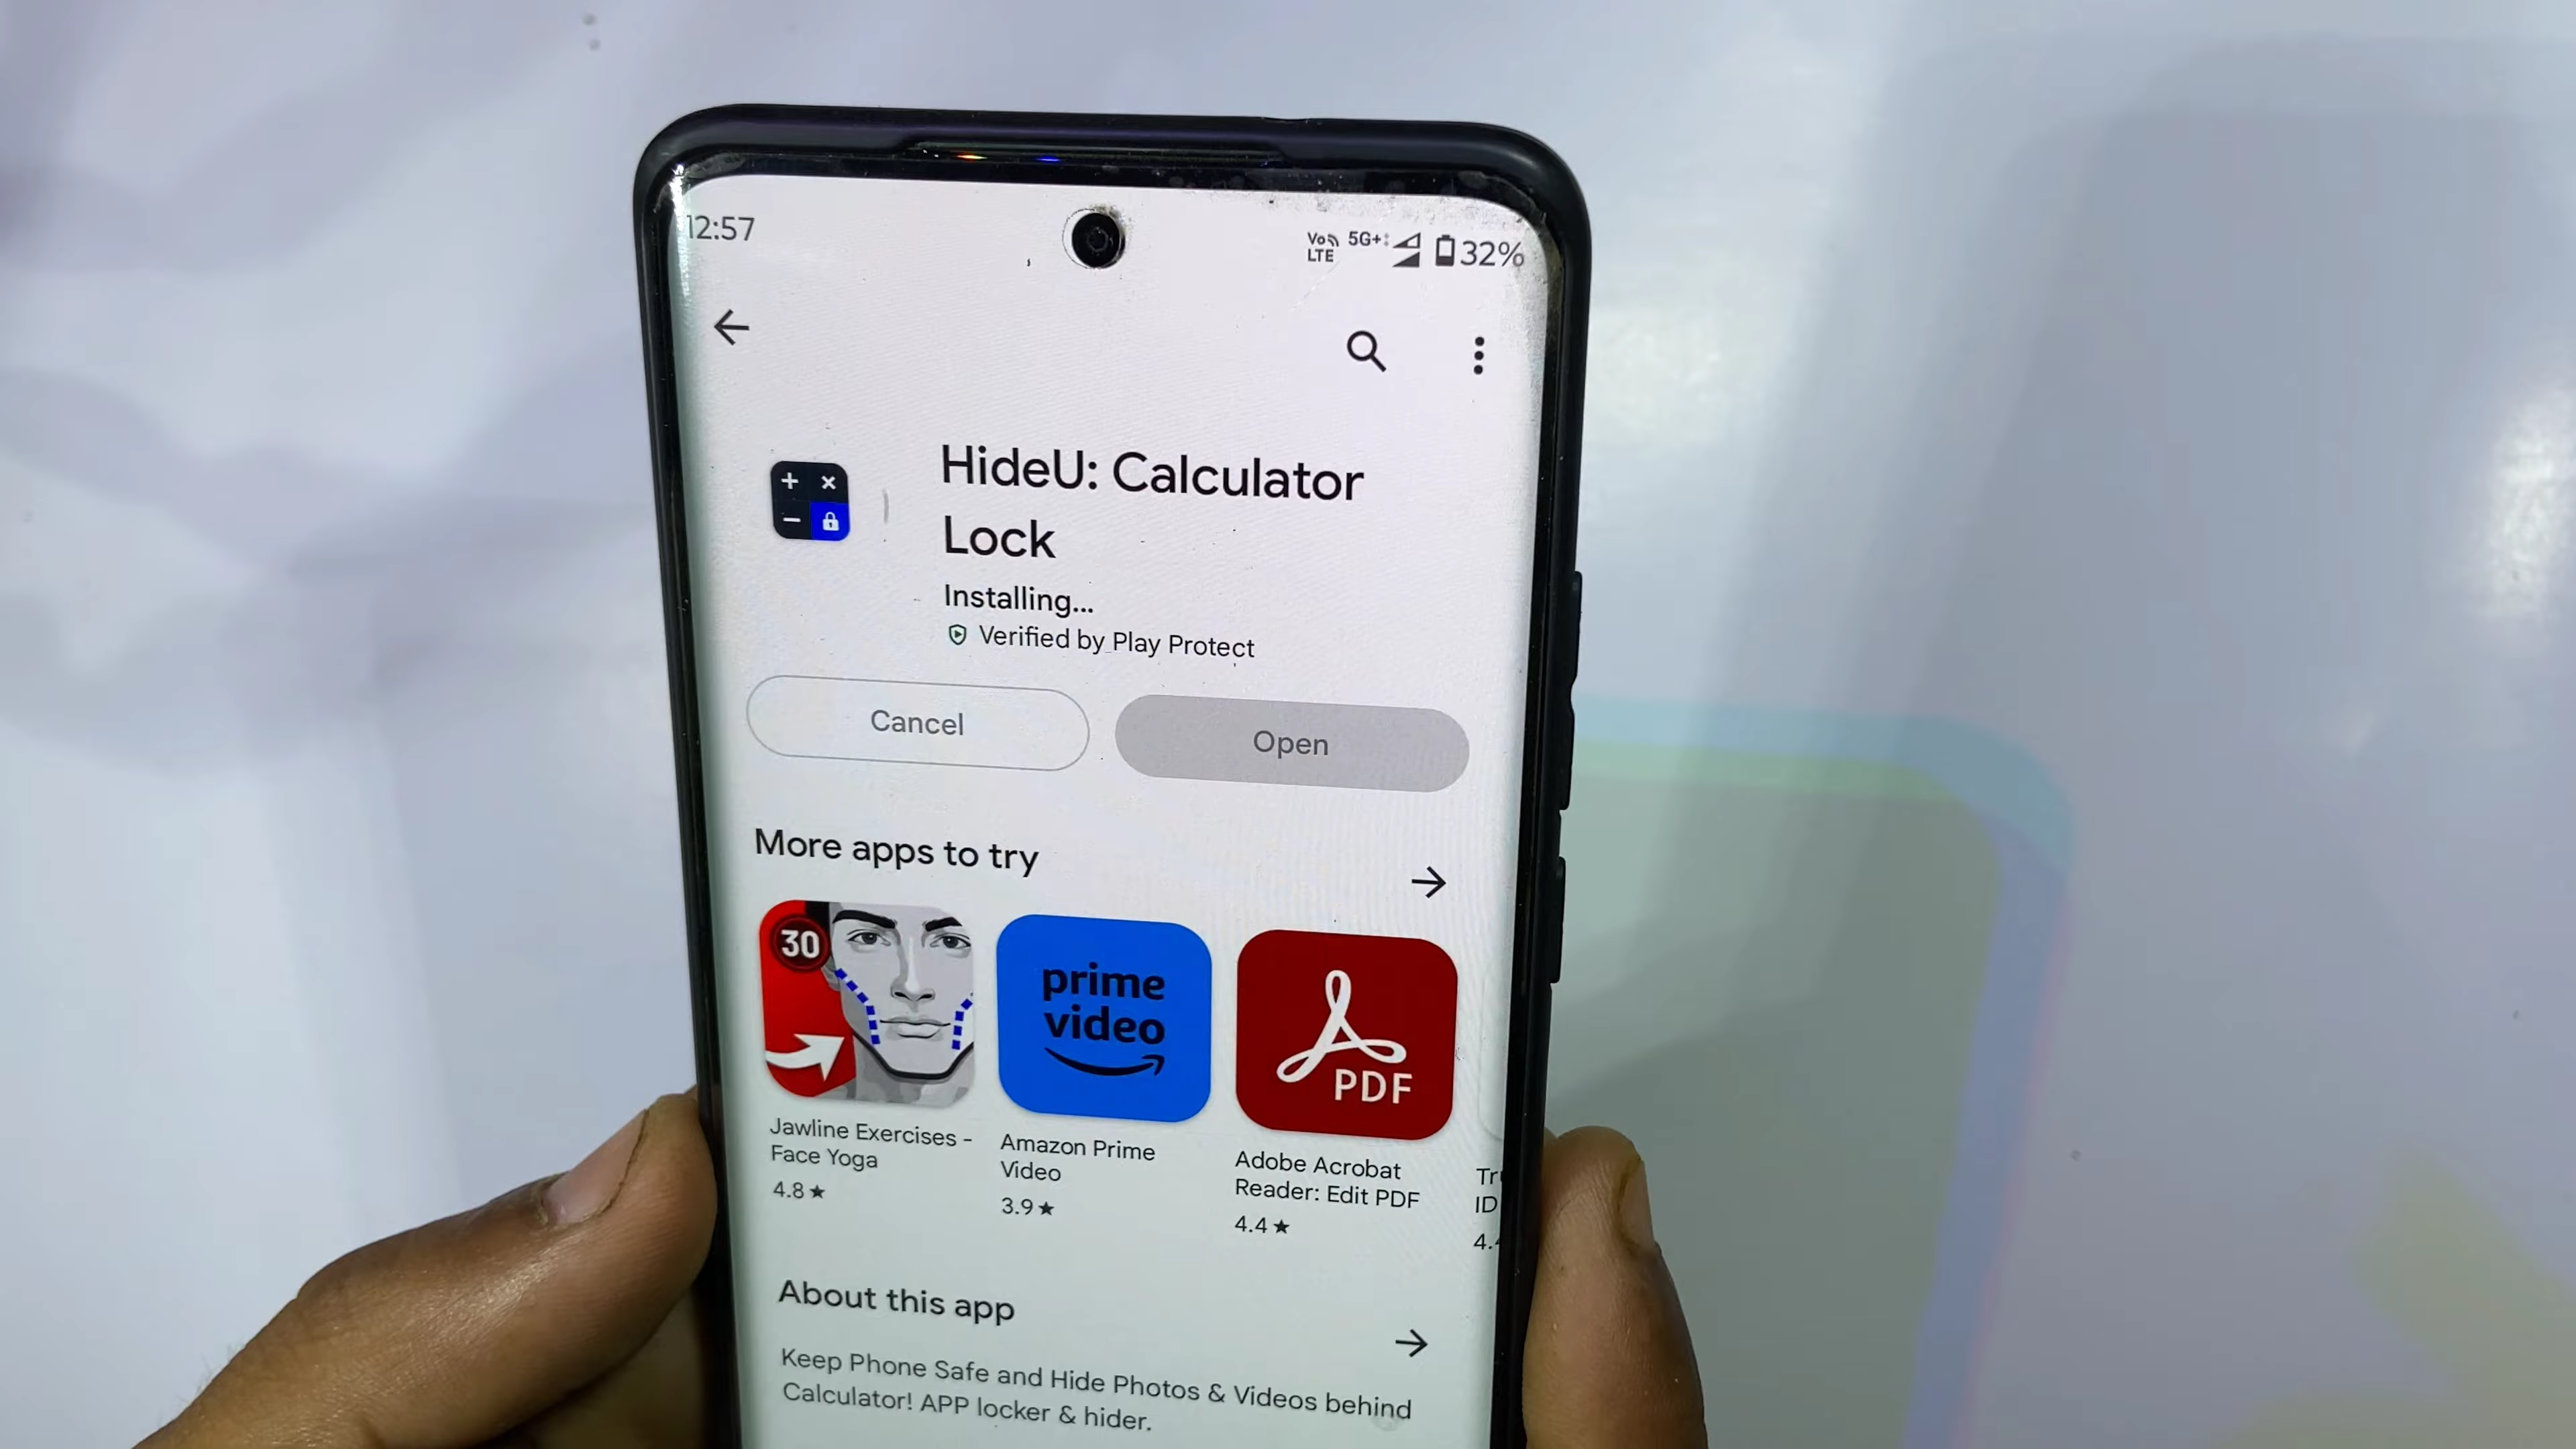 12:57
Vo LTE 5G+ 32%
HideU: Calculator
Lock
Installing...
Verified by Play Protect
Cancel
Open
More apps to try
30
prime
video
PDF
Jawline Exercises -
Face Yoga
4.8★
Amazon Prime
Video
3.9★
Adobe Acrobat
Reader: Edit PDF
4.4★
ID
About this app
Keep Phone Safe and Hide Photos & Videos behind
Calculator! APP locker & hider.